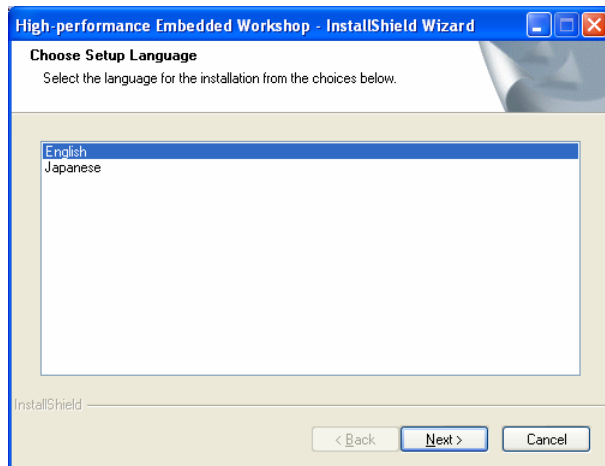 High-performance Embedded Workshop - InstallShield Wizard
Choose Setup Language
Select the language for the installation from the choices below.
English
Japanese
InstallShield
< Back
Next >
Cancel